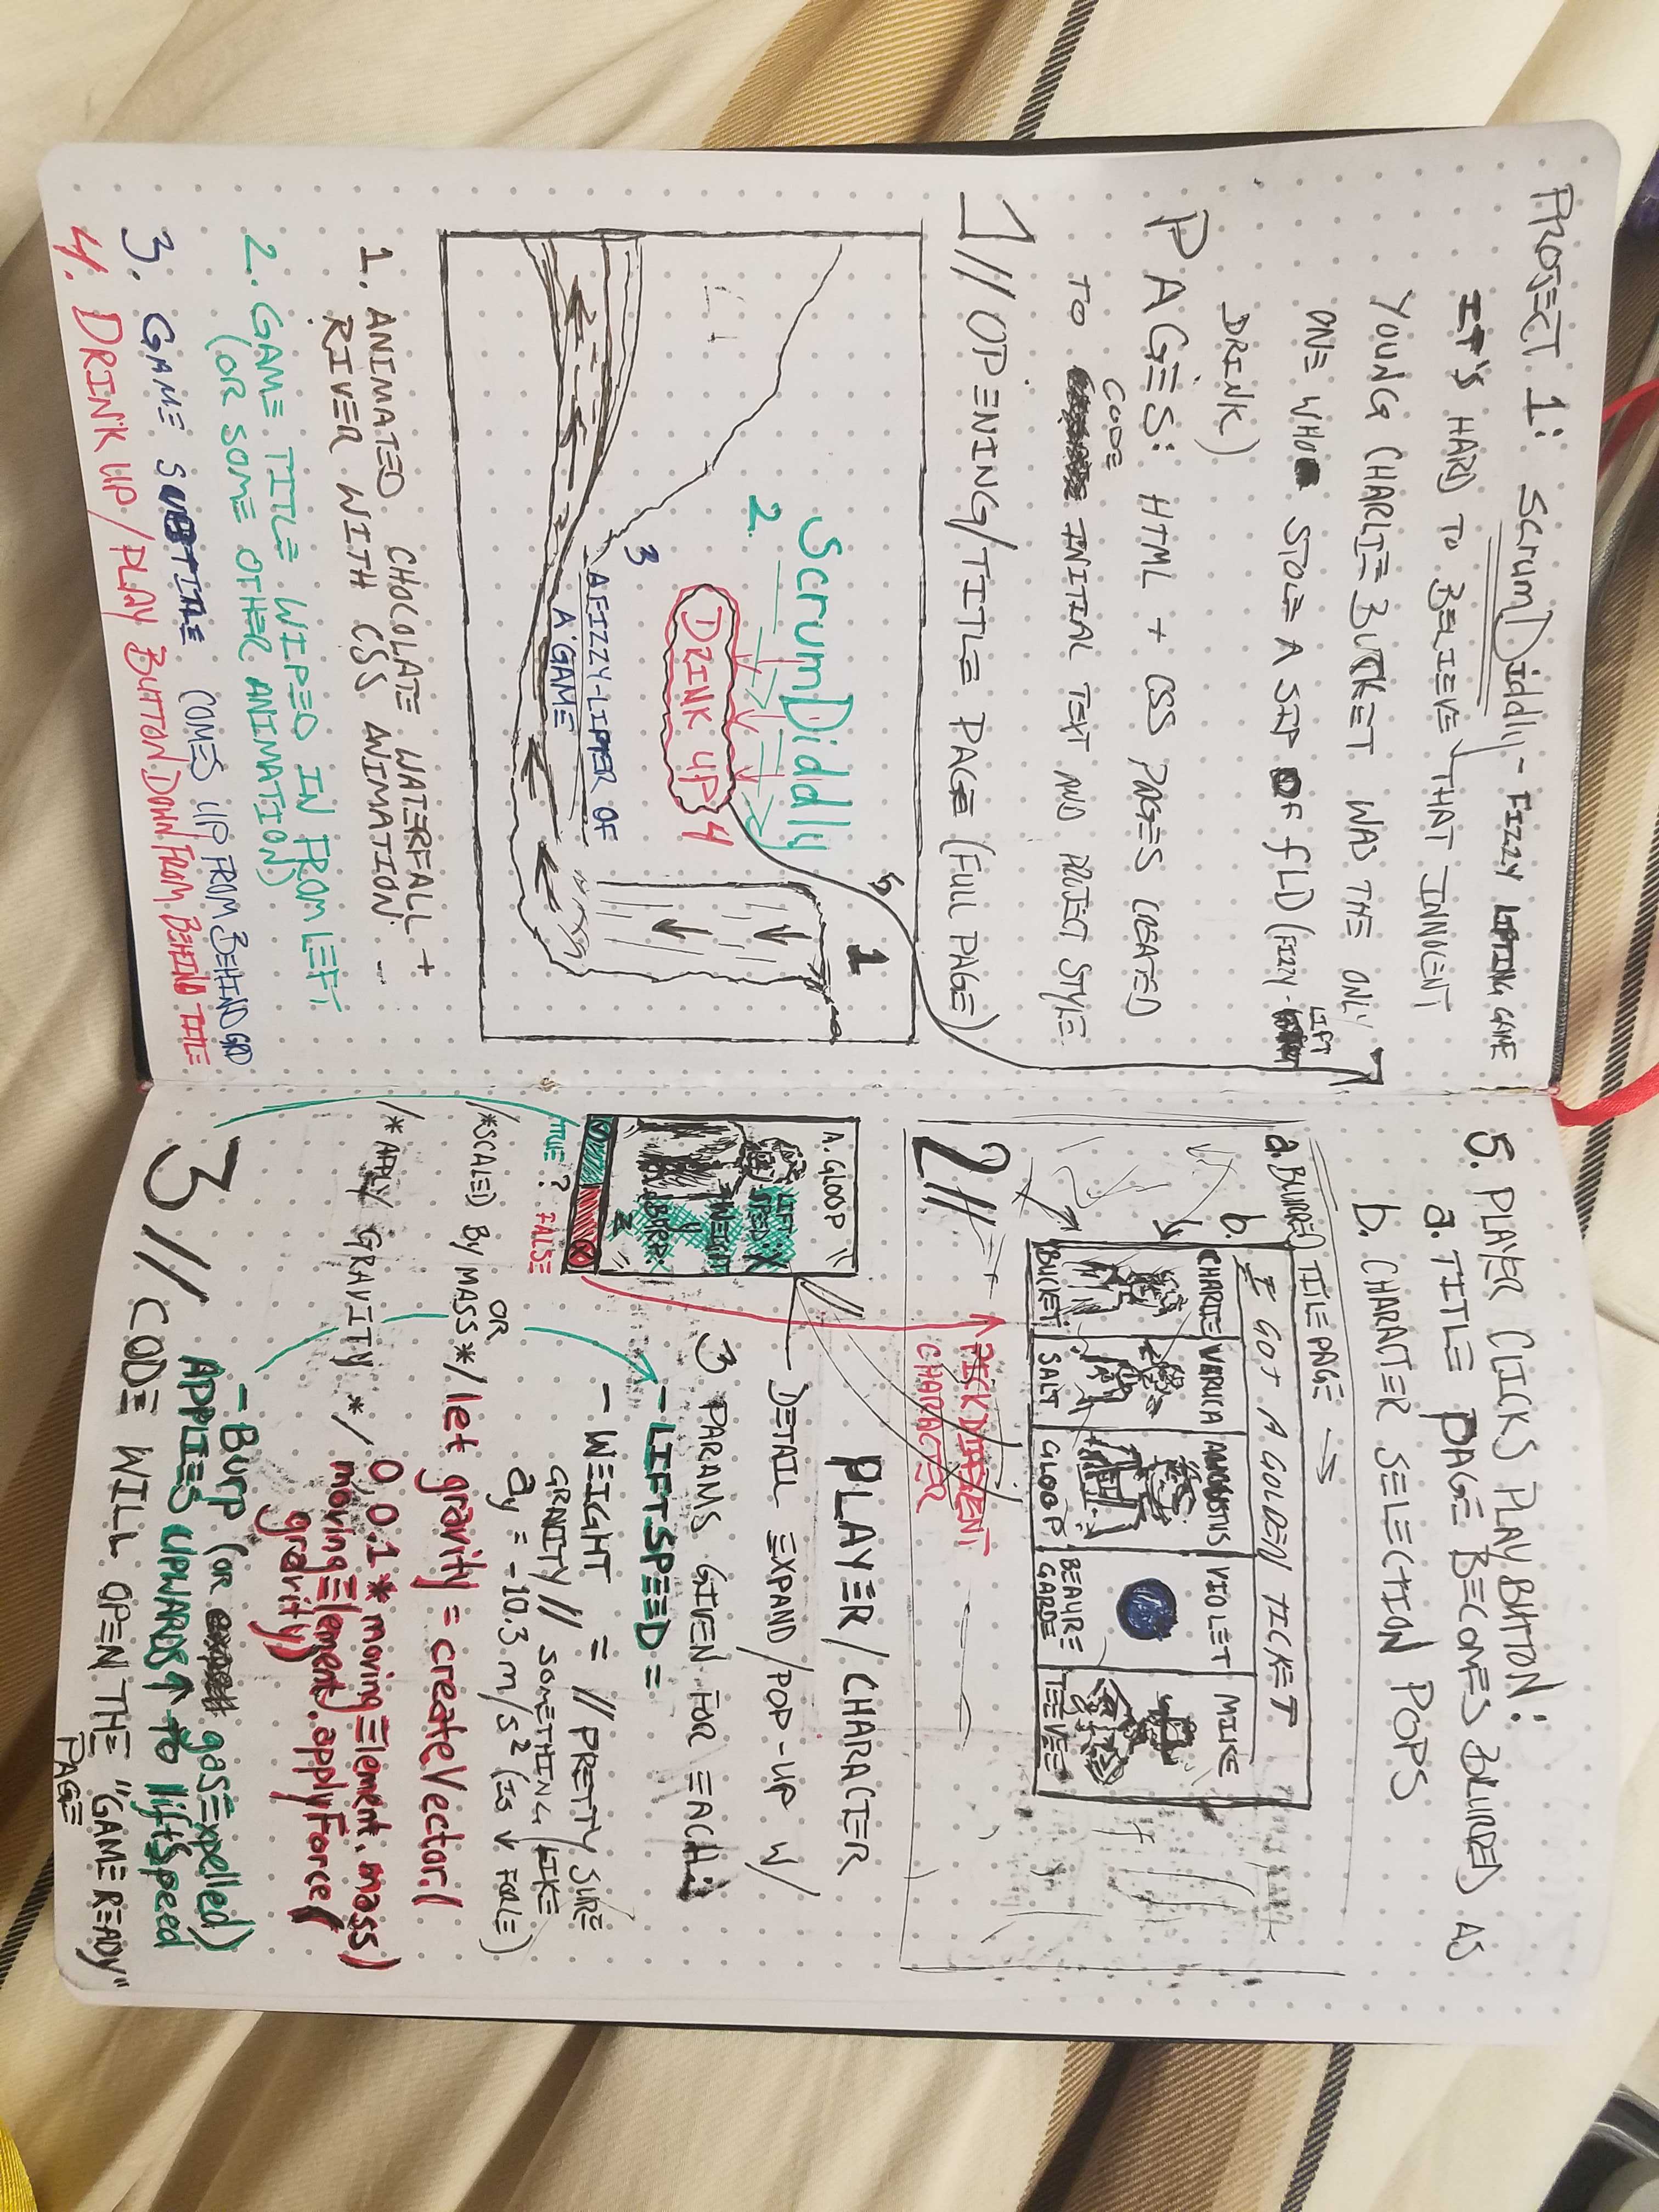 PROJECT 1: ScrumDiddly - FIZZY LIFTING GAME
IT'S HARD TO BELIEVE THAT INNOCENT
YOUNG CHARLIE BUCKET WAS THE ONLY
ONE WHO STOLE A SIP OF fLD (FIZZY-LIFT
DRINK)
PAGES: HTML + CSS PAGES CREATED
TO CODE INITIAL TEXT AND PROJECT STYLE.
1// OPENING/TITLE PAGE (FULL PAGE)
5
1
ScrumDiddly
2.
DRINK UP 4
3
A FIZZY-LIFTER OF
A GAME
1. ANIMATED CHOCOLATE WATERFALL +
RIVER WITH CSS ANIMATION
2. GAME TITLE WIPED IN FROM LEFT
(OR SOME OTHER ANIMATION)
3. GAME SUBTITLE COMES UP FROM BEHIND GRD
4. DRINK UP/PLAY BUTTON DOWN FROM BEHIND TITLE
5. PLAYER CLICKS PLAY BUTTON:
a. TITLE PAGE BECOMES BLURRED AS
b. CHARACTER SELECTION POPS
a. BLURRED TITLE PAGE
I GOT A GOLDEN TICKET
b.
CHARLIE VARUCA AUGUSTUS VIOLET MIKE
BUCKET SALT GLOOP BEAURE GARDE TEEVEE
2//
PICK DIFFERENT
CHARACTER
PLAYER/CHARACTER
A. GLOOP
LIFT
SPEED: X
WEIGHT
Y
BURP:
Z
TRUE ? FALSE
DETAIL EXPAND/POP-UP W/
3 PARAMS GIVEN FOR EACH:
- LIFTSPEED =
- WEIGHT = // PRETTY SURE
GRAVITY // SOMETHING LIKE
ay = -10.3 m/s² (IS ↓ FORCE)
OR
/*SCALED BY MASS*/ let gravity = createVector.(
0, 0.1 * movingElement.mass)
/* APPLY GRAVITY */ movingElement.applyForce(
gravity)
- Burp (OR gasExpelled)
APPLIES UPWARDS ↑ TO liftSpeed
3// CODE WILL OPEN THE "GAME READY"
PAGE